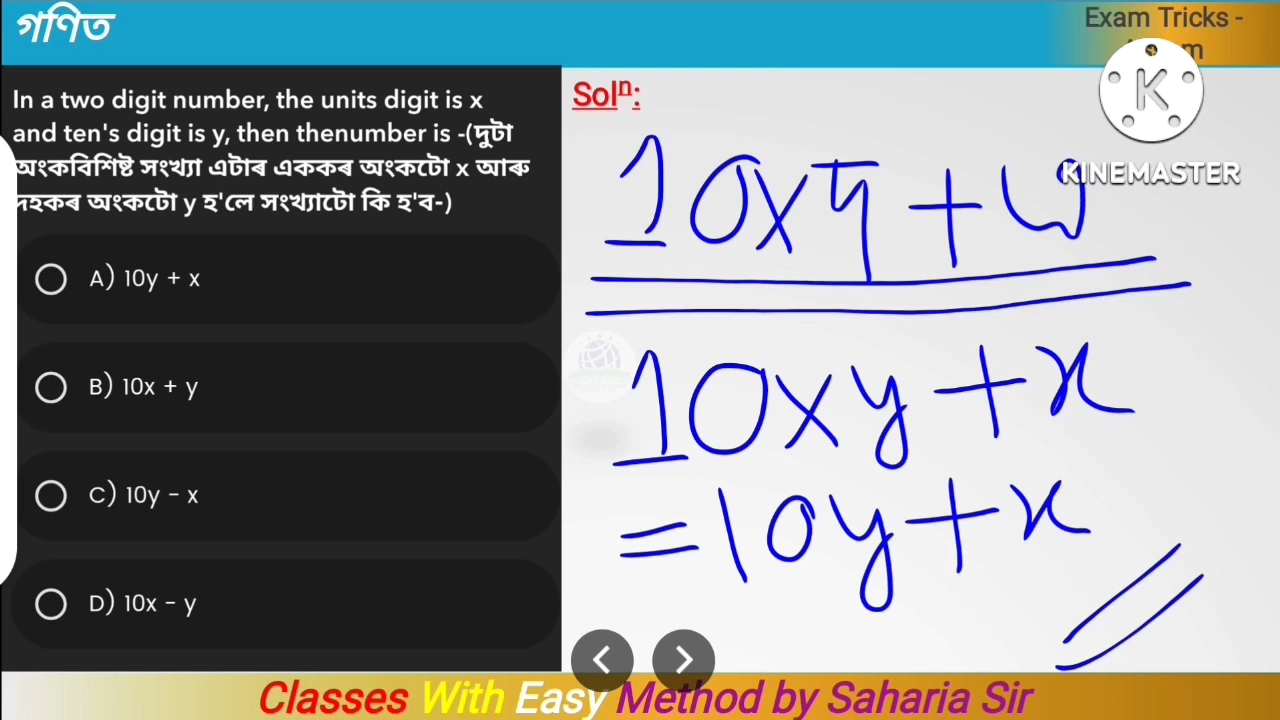 গণিত
Exam Tricks -
K
KINEMASTER
In a two digit number, the units digit is x
and ten's digit is y, then thenumber is -(দুটা
অংকবিশিষ্ট সংখ্যা এটাৰ এককৰ অংকটো x আৰু
দহকৰ অংকটো y হ'লে সংখ্যাটো কি হ'ব-)
A) 10y + x
B) 10x + y
C) 10y - x
D) 10x - y
Solⁿ:
10xy + x
= 10y + x
Classes With Easy Method by Saharia Sir